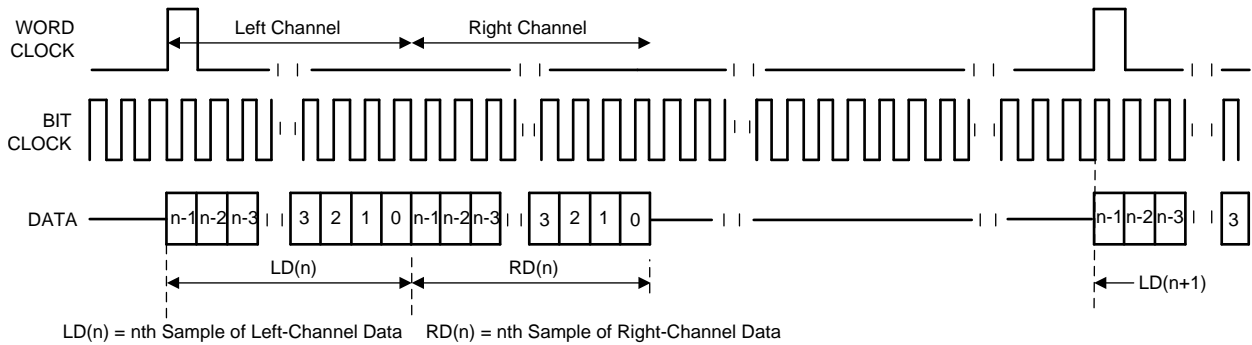 WORD CLOCK
Left Channel Right Channel
BIT CLOCK
DATA
n-1 n-2 n-3 3 2 1 0 n-1 n-2 n-3 3 2 1 0 n-1 n-2 n-3 3
LD(n) RD(n) LD(n+1)
LD(n) = nth Sample of Left-Channel Data RD(n) = nth Sample of Right-Channel Data